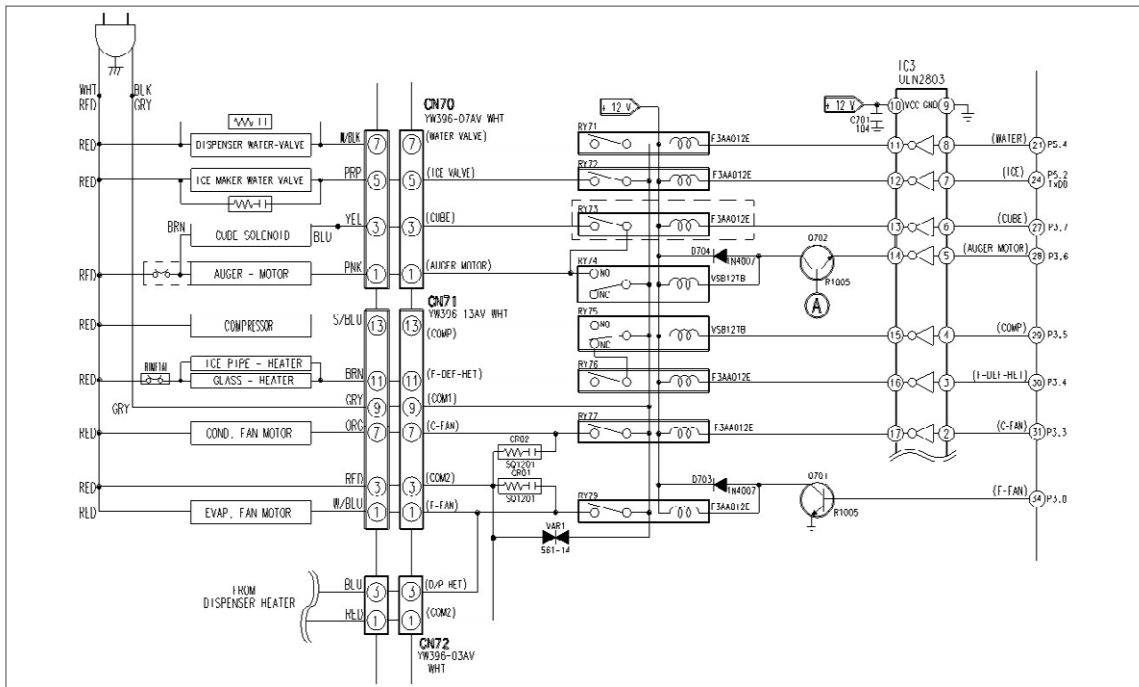 WHT BLK
RED GRY
CN70
YW396-07AV WHT
+ 12 V
IC3
ULN2803
+ 12 V
10 VCC GND 9
C701
104
RED DISPENSER WATER-VALVE W/BLK 7 7 (WATER VALVE) RY71 F3AA012E 11 8 (WATER) 21 P5.4
RED ICE MAKER WATER VALVE PRP 5 5 (ICE VALVE) RY72 F3AA012E 12 7 (ICE) 24 P5.2
TxD0
BRN CUBE SOLENOID BLU YEL 3 3 (CUBE) RY73 F3AA012E 13 6 (CUBE) 27 P3.7
RED AUGER - MOTOR PNK 1 1 (AUGER MOTOR) RY74 NO NC VSB12TB D704 1N4007 14 5 Q702 R1005 A (AUGER MOTOR) 28 P3.6
CN71
YW396 13AV WHT
RED COMPRESSOR S/BLU 13 13 (COMP) RY75 NO NC VSB12TB 15 4 (COMP) 29 P3.5
ICE PIPE - HEATER
RED GLASS - HEATER BRN 11 11 (F-DEF-HET) RY76 F3AA012E 16 3 (F-DEF-HET) 30 P3.4
GRY GRY 9 9 (COM1)
RED COND. FAN MOTOR ORG 7 7 (C-FAN) RY77 F3AA012E 17 2 (C-FAN) 31 P3.3
CR02
SQ1201
CR01
SQ1201
RED 3 3 (COM2)
RED EVAP. FAN MOTOR W/BLU 1 1 (F-FAN) RY79 F3AA012E D703 1N4007 Q701 R1005 (F-FAN) 34 P3.0
VAR1
561-14
FROM
DISPENSER HEATER
BLU 3 3 (D/P HET)
RED 1 1 (COM2)
CN72
YW396-03AV
WHT